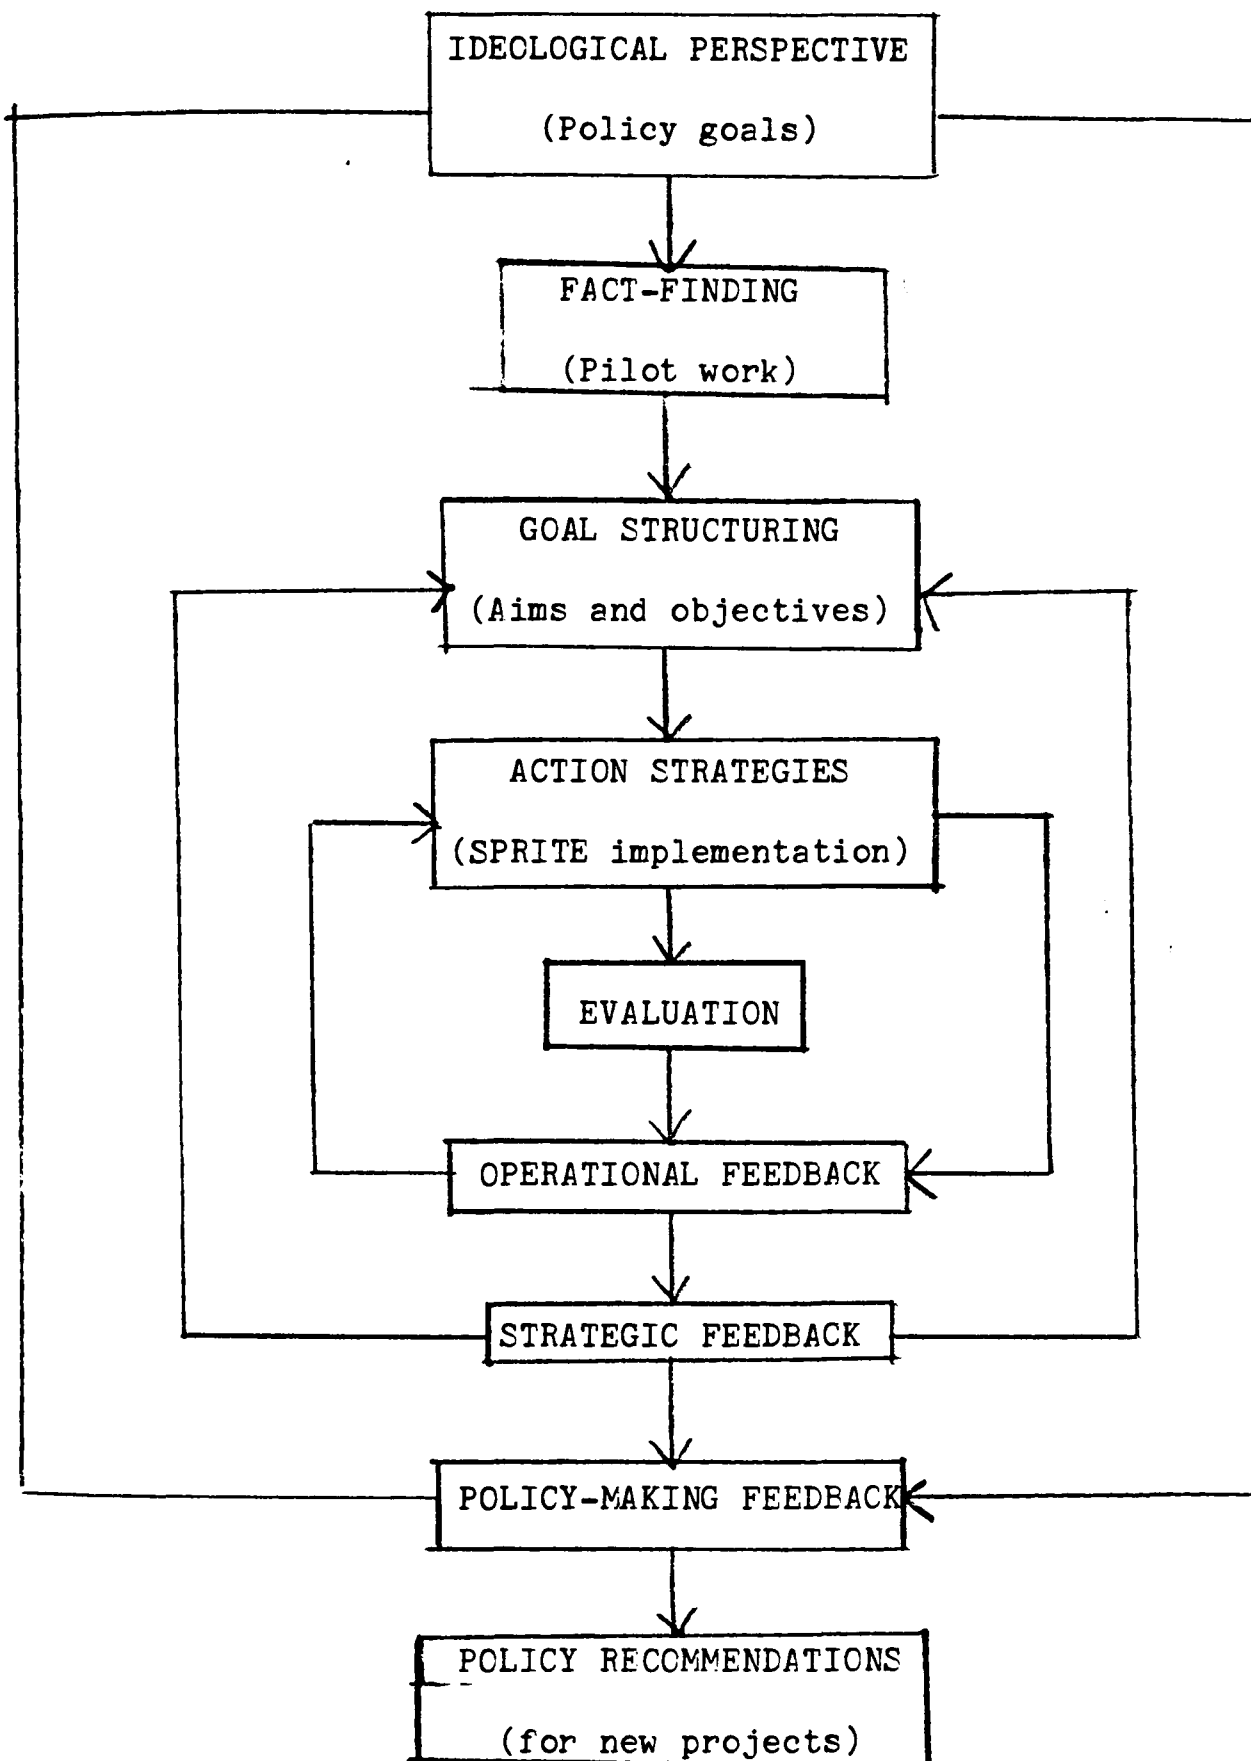 IDEOLOGICAL PERSPECTIVE
(Policy goals)
FACT-FINDING
(Pilot work)
GOAL STRUCTURING
(Aims and objectives)
ACTION STRATEGIES
(SPRITE implementation)
EVALUATION
OPERATIONAL FEEDBACK
STRATEGIC FEEDBACK
POLICY-MAKING FEEDBACK
POLICY RECOMMENDATIONS
(for new projects)